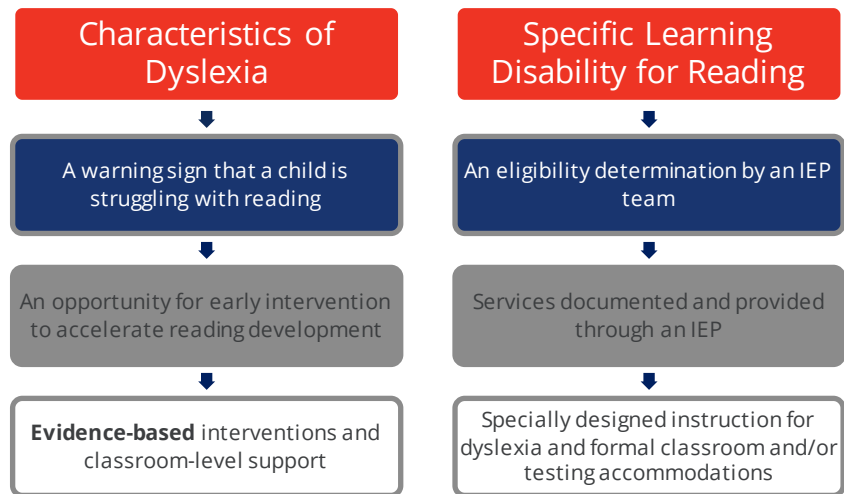 Characteristics of
Dyslexia
A warning sign that a child is
struggling with reading
An opportunity for early intervention
to accelerate reading development
Evidence-based interventions and
classroom-level support
Specific Learning
Disability for Reading
An eligibility determination by an IEP
team
Services documented and provided
through an IEP
Specially designed instruction for
dyslexia and formal classroom and/or
testing accommodations